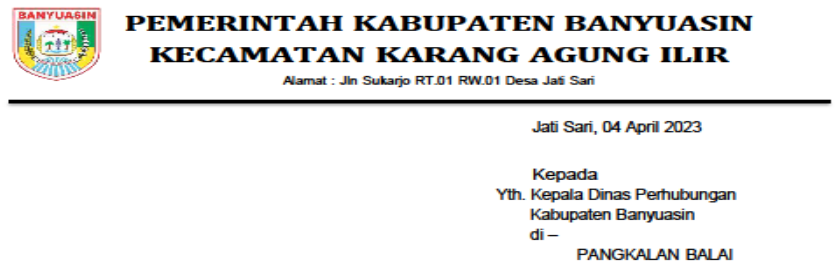 BANYUASIN
PEMERINTAH KABUPATEN BANYUASIN
KECAMATAN KARANG AGUNG ILIR
Alamat : Jln Sukarjo RT.01 RW.01 Desa Jati Sari
Jati Sari, 04 April 2023
Kepada
Yth. Kepala Dinas Perhubungan
Kabupaten Banyuasin
di –
PANGKALAN BALAI